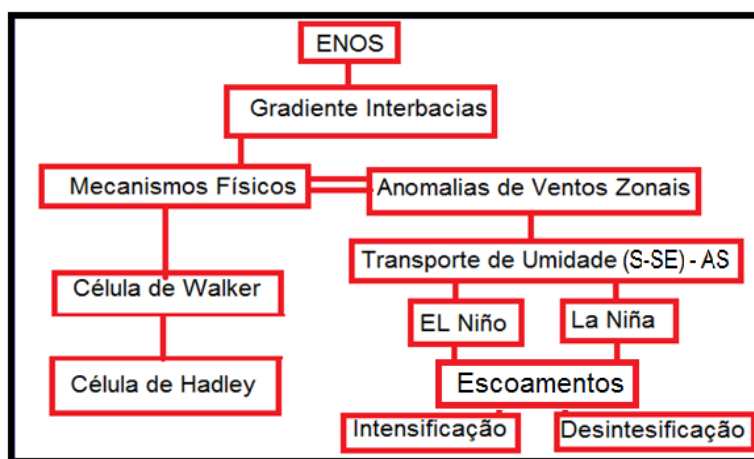 ENOS
Gradiente Interbacias
Mecanismos Físicos
Anomalias de Ventos Zonais
Transporte de Umidade (S-SE) - AS
Célula de Walker
EL Niño
La Niña
Célula de Hadley
Escoamentos
Intensificação
Desintesificação